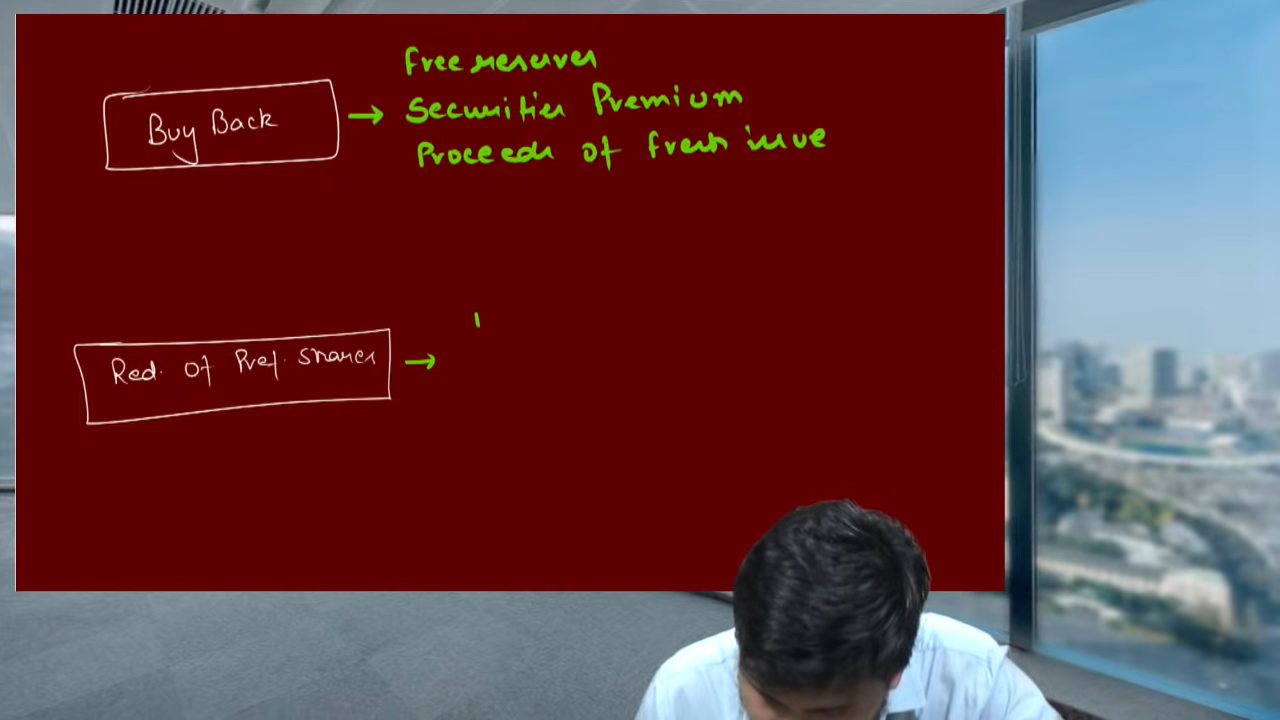 Buy Back →
Free reserves
Securities Premium
Proceeds of fresh issue
Red. of Pref. shares →